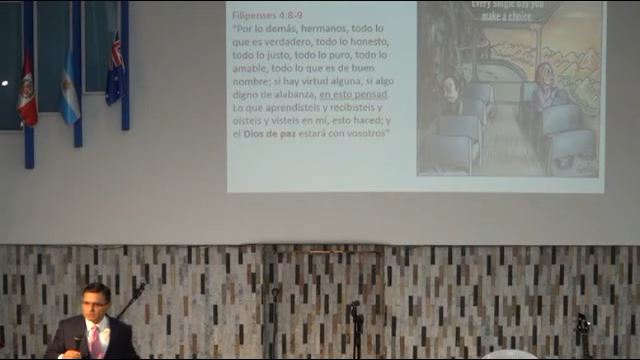 Filipenses 4:8-9
"Por lo demás, hermanos, todo lo
que es verdadero, todo lo honesto,
todo lo justo, todo lo puro, todo lo
amable, todo lo que es de buen
nombre; si hay virtud alguna, si algo
digno de alabanza, en esto pensad.
Lo que aprendisteis y recibisteis y
oísteis y visteis en mí, esto haced; y
el Dios de paz estará con vosotros"
Every single day you
make a choice.